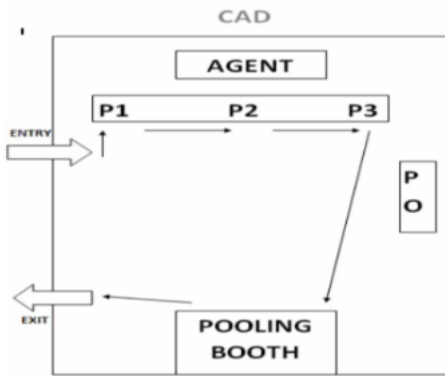 CAD
AGENT
P1 P2 P3
ENTRY
P
O
EXIT
POOLING
BOOTH